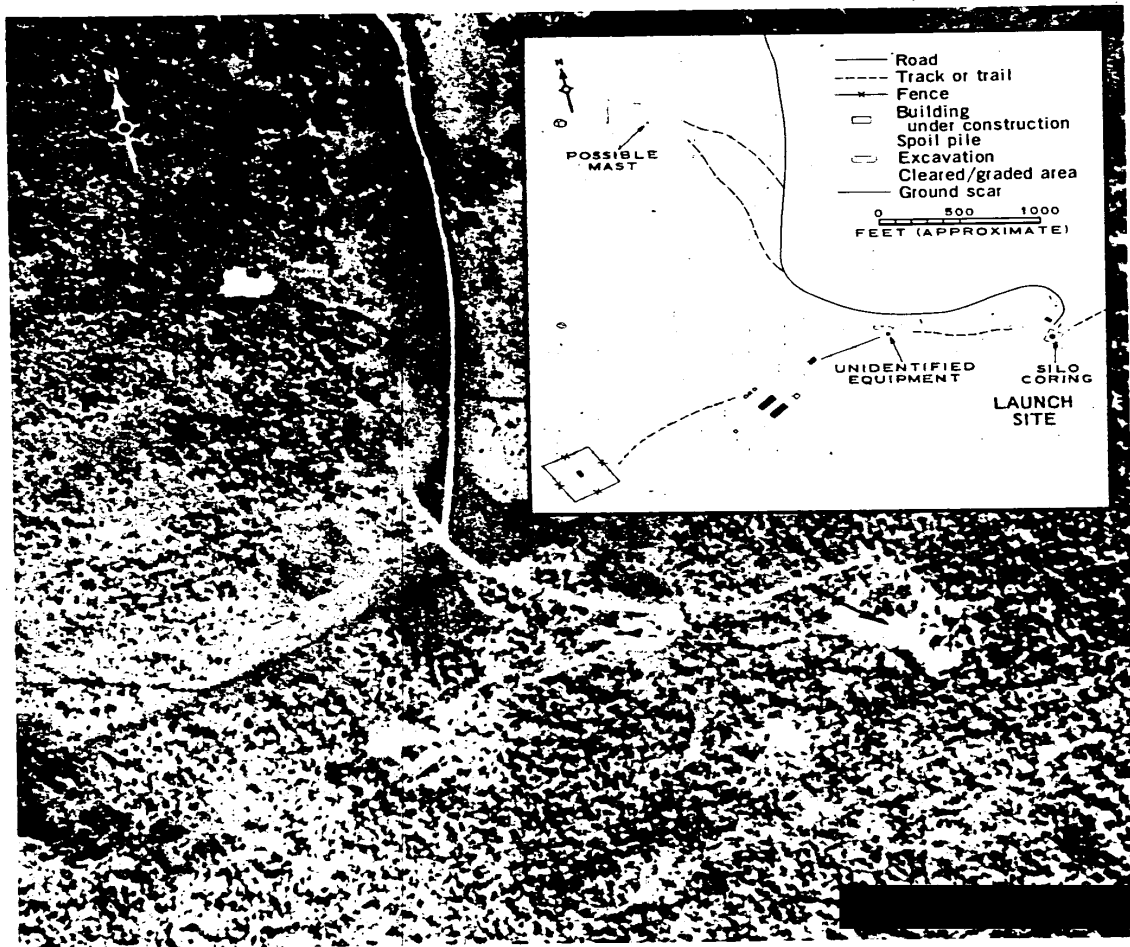 N
N
Road
Track or trail
Fence
Building
under construction
Spoil pile
Excavation
Cleared/graded area
Ground scar
0 500 1000
FEET (APPROXIMATE)
POSSIBLE
MAST
UNIDENTIFIED
EQUIPMENT
SILO
CORING
LAUNCH
SITE